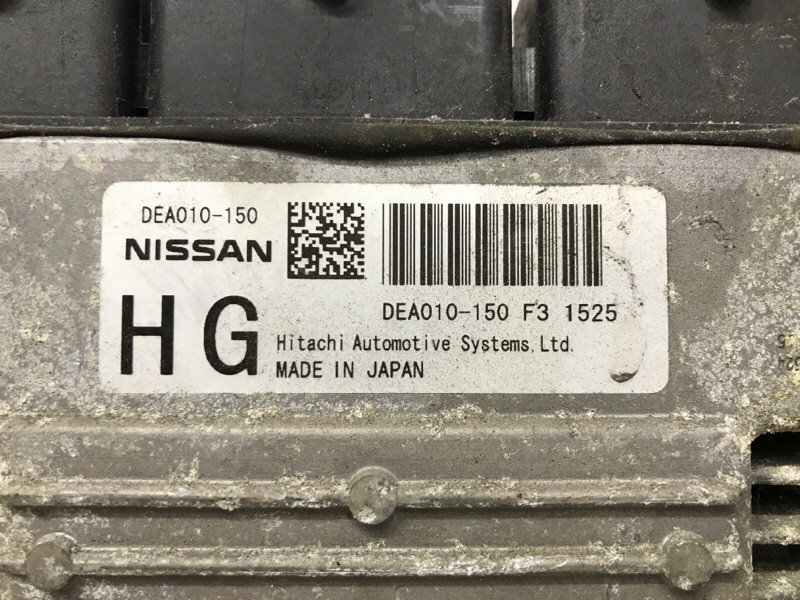 DEA010-150
NISSAN
HG
DEA010-150 F3 1525
Hitachi Automotive Systems, Ltd.
MADE IN JAPAN